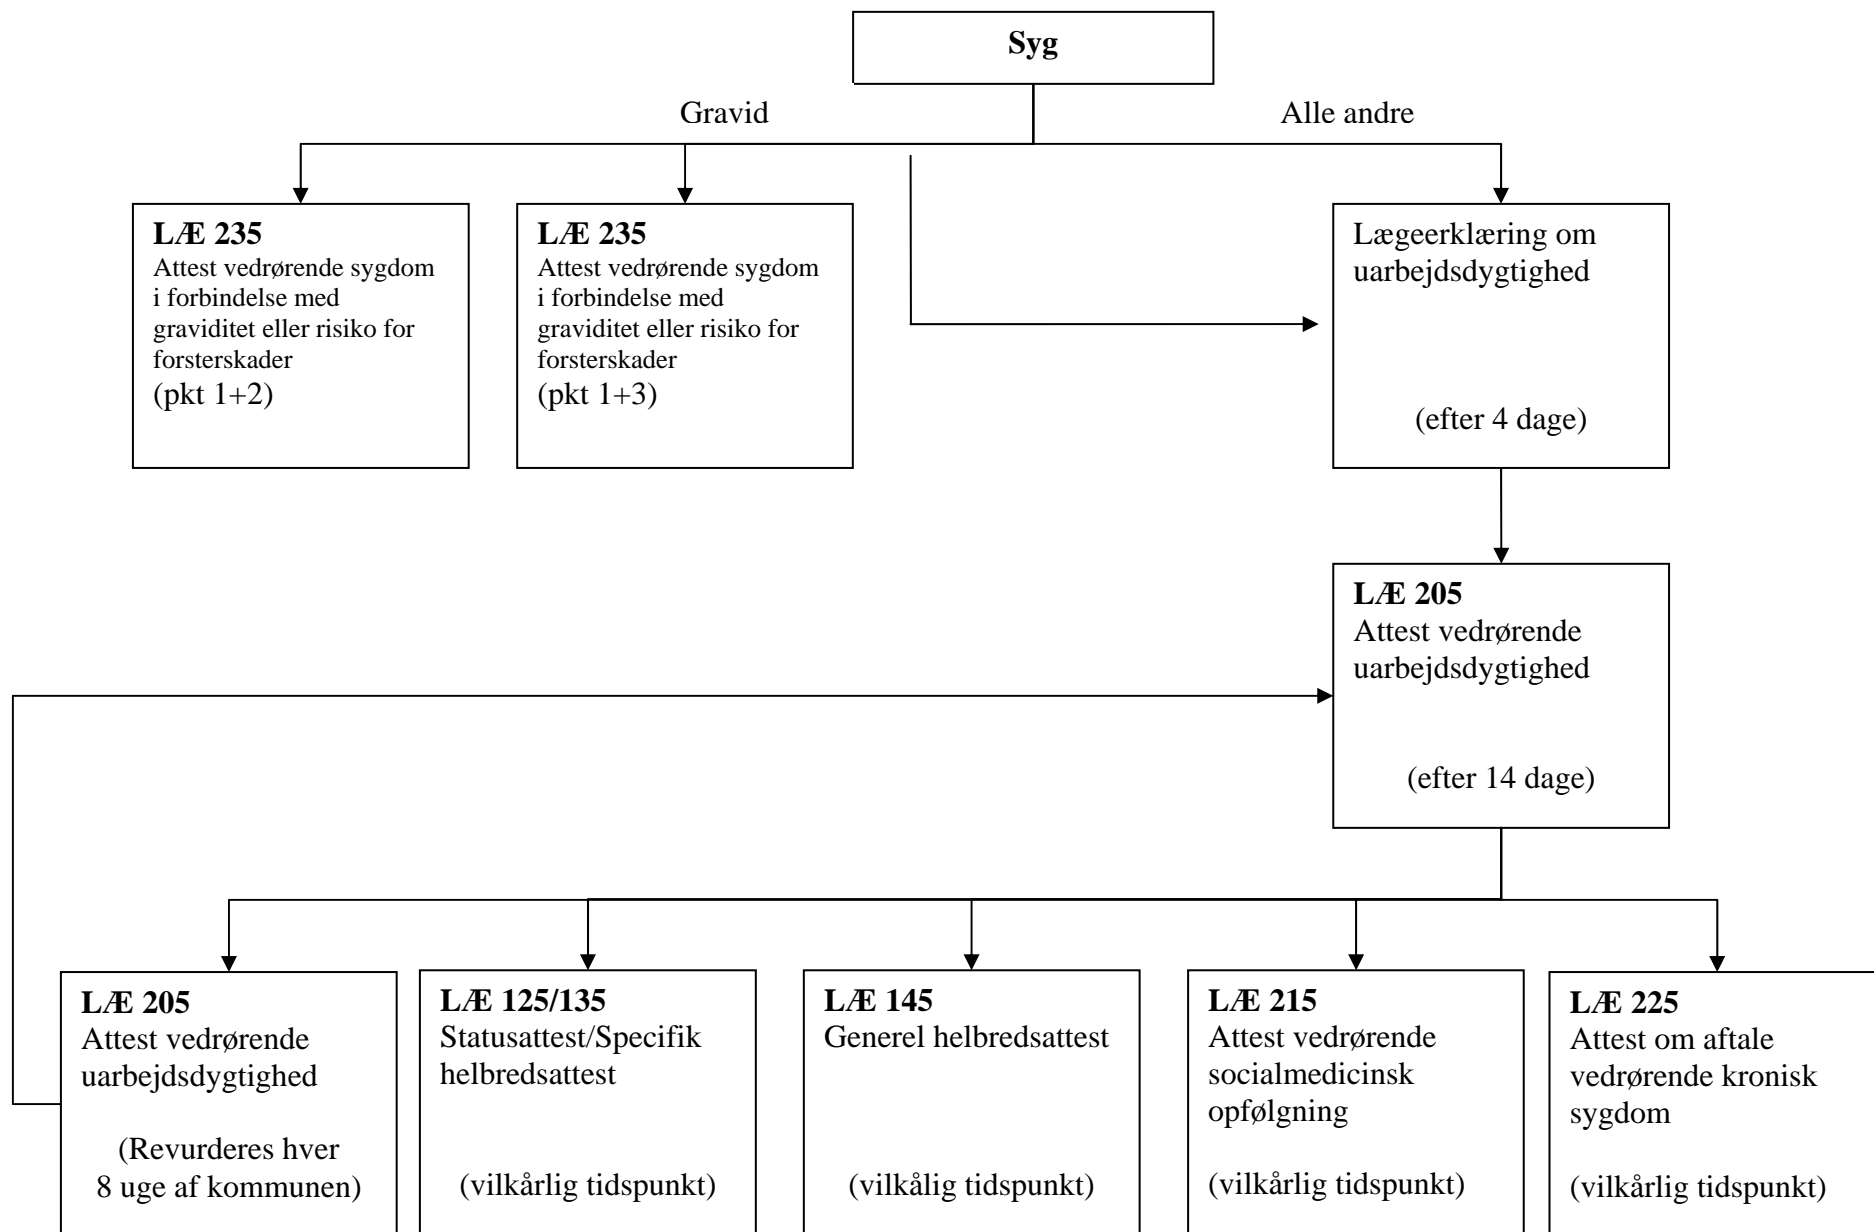 Syg
Gravid
Alle andre
LÆ 235
Attest vedrørende sygdom
i forbindelse med
graviditet eller risiko for
forsterskader
(pkt 1+2)
LÆ 235
Attest vedrørende sygdom
i forbindelse med
graviditet eller risiko for
forsterskader
(pkt 1+3)
Lægeerklæring om
uarbejdsdygtighed
(efter 4 dage)
LÆ 205
Attest vedrørende
uarbejdsdygtighed
(efter 14 dage)
LÆ 205
Attest vedrørende
uarbejdsdygtighed
(Revurderes hver
8 uge af kommunen)
LÆ 125/135
Statusattest/Specifik
helbredsattest
(vilkårlig tidspunkt)
LÆ 145
Generel helbredsattest
(vilkålig tidspunkt)
LÆ 215
Attest vedrørende
socialmedicinsk
opfølgning
(vilkårlig tidspunkt)
LÆ 225
Attest om aftale
vedrørende kronisk
sygdom
(vilkårlig tidspunkt)